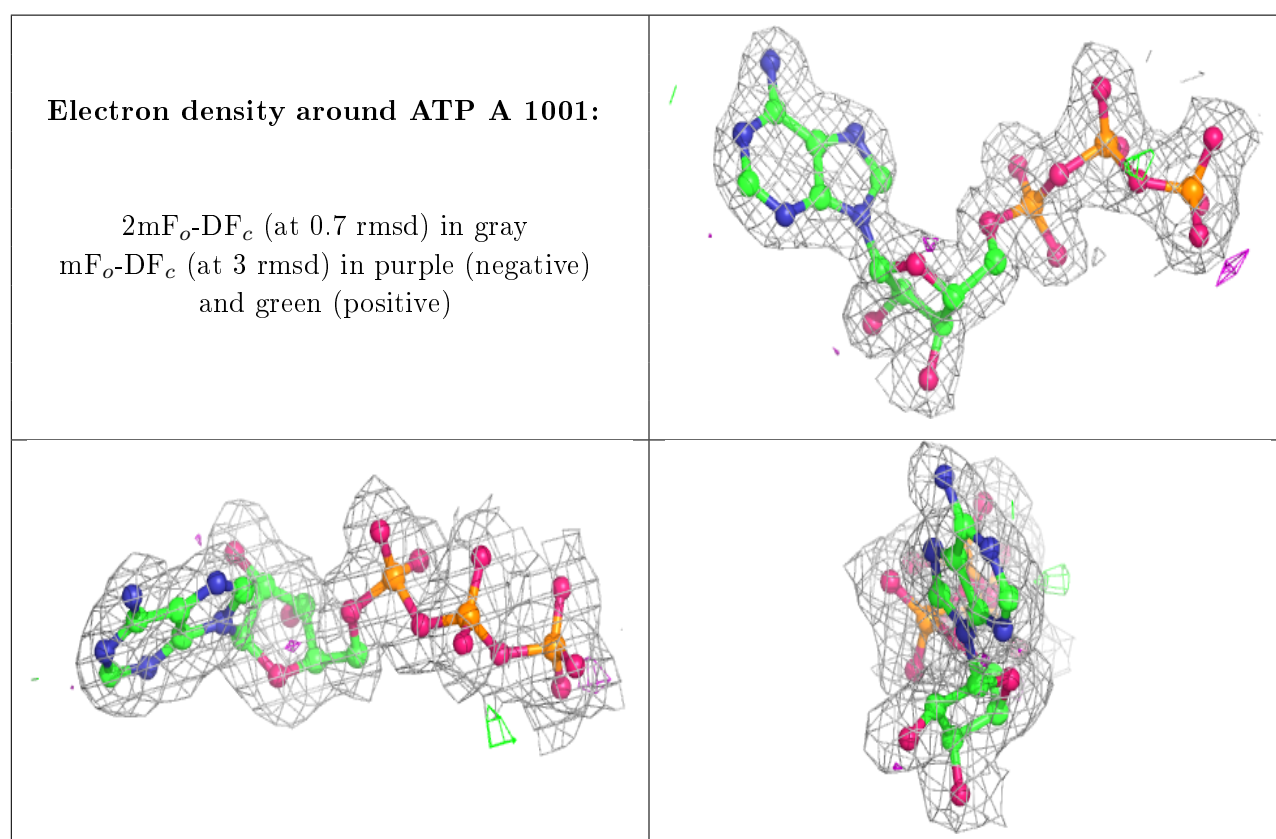 Electron density around ATP A 1001:
2mFₒ-DF𝒸 (at 0.7 rmsd) in gray
mFₒ-DF𝒸 (at 3 rmsd) in purple (negative)
and green (positive)